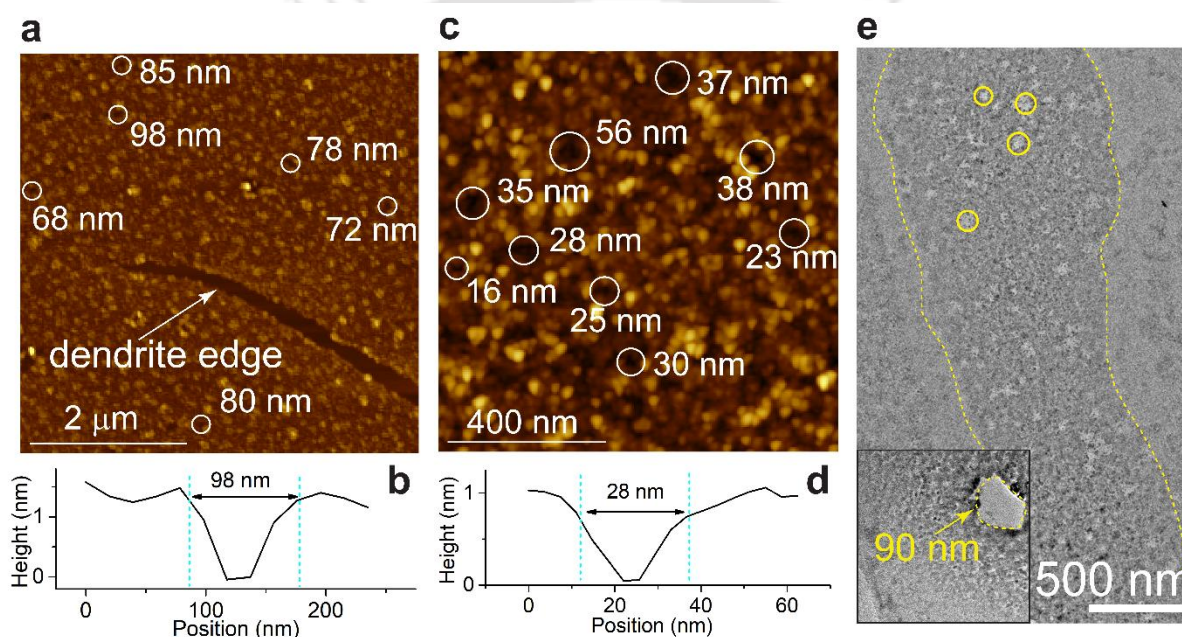 a
85 nm
98 nm
78 nm
68 nm
72 nm
dendrite edge
80 nm
2 μm
b
98 nm
Height (nm)
1
0
0
100
200
Position (nm)
c
37 nm
56 nm
38 nm
35 nm
28 nm
23 nm
16 nm
25 nm
30 nm
400 nm
d
28 nm
Height (nm)
1
0
0
20
40
60
Position (nm)
e
90 nm
500 nm